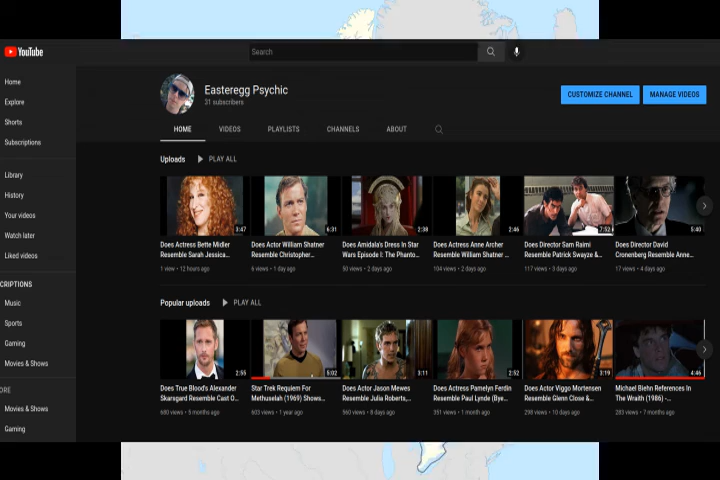 YouTube
Search
Home
Explore
Shorts
Subscriptions
Library
History
Your videos
Watch later
Liked videos
CRIPTIONS
Music
Sports
Gaming
Movies & Shows
ORE
Movies & Shows
Gaming
Easteregg Psychic
31 subscribers
CUSTOMIZE CHANNEL
MANAGE VIDEOS
HOME VIDEOS PLAYLISTS CHANNELS ABOUT
Uploads PLAY ALL
3:47
Does Actress Bette Midler
Resemble Sarah Jessica...
1 view • 12 hours ago
6:31
Does Actor William Shatner
Resemble Christopher...
6 views • 1 day ago
2:38
Does Amidala's Dress In Star
Wars Episode I: The Phanto...
50 views • 2 days ago
2:46
Does Actress Anne Archer
Resemble William Shatner ...
104 views • 2 days ago
7:52
Does Director Sam Raimi
Resemble Patrick Swayze &...
117 views • 3 days ago
5:40
Does Director David
Cronenberg Resemble Anne...
17 views • 4 days ago
Popular uploads PLAY ALL
2:55
Does True Blood's Alexander
Skarsgard Resemble Cast O...
680 views • 5 months ago
5:02
Star Trek Requiem For
Methuselah (1969) Shows...
603 views • 1 year ago
3:11
Does Actor Jason Mewes
Resemble Julia Roberts,...
560 views • 8 days ago
2:52
Does Actress Pamelyn Ferdin
Resemble Paul Lynde (Bye...
351 views • 1 month ago
3:19
Does Actor Viggo Mortensen
Resemble Glenn Close &...
298 views • 10 days ago
4:46
Michael Biehn References In
The Wraith (1986) -...
283 views • 7 months ago